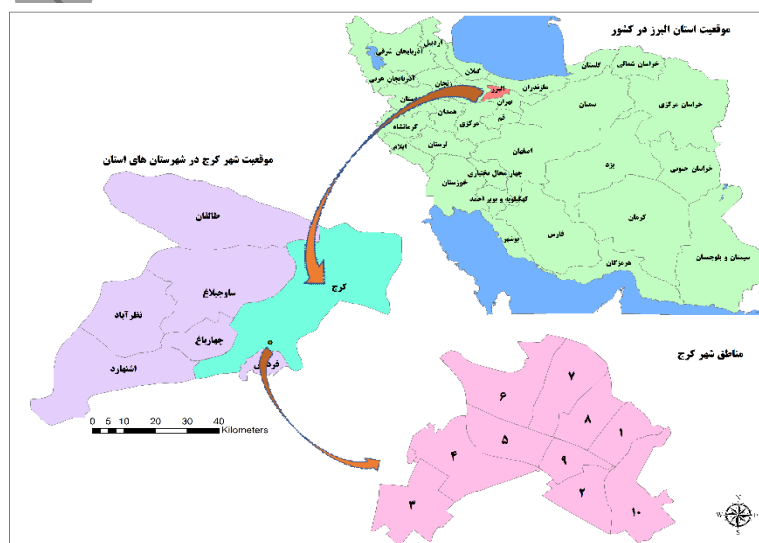 موقعیت استان البرز در کشور
اردبیل
آذربایجان شرقی
آذربایجان غربی
گیلان
زنجان
البرز
مازندران
گلستان
خراسان شمالی
تهران
سمنان
خراسان مرکزی
همدان
مرکزی
قم
کرمانشاه
لرستان
ایلام
اصفهان
یزد
خراسان جنوبی
چهار محال بختیاری
خوزستان
کهگیلویه و بویر احمد
کرمان
فارس
بوشهر
هرمزگان
سیستان و بلوچستان
موقعیت شهر کرج در شهرستان های استان
طالقان
کرج
ساوجبلاغ
نظرآباد
چهارباغ
اشتهارد
0 5 10 20 30 40
Kilometers
مناطق شهر کرج
۷
۶
۸
۱
۵
۴
۹
۲
۳
۱۰
N
W
E
S